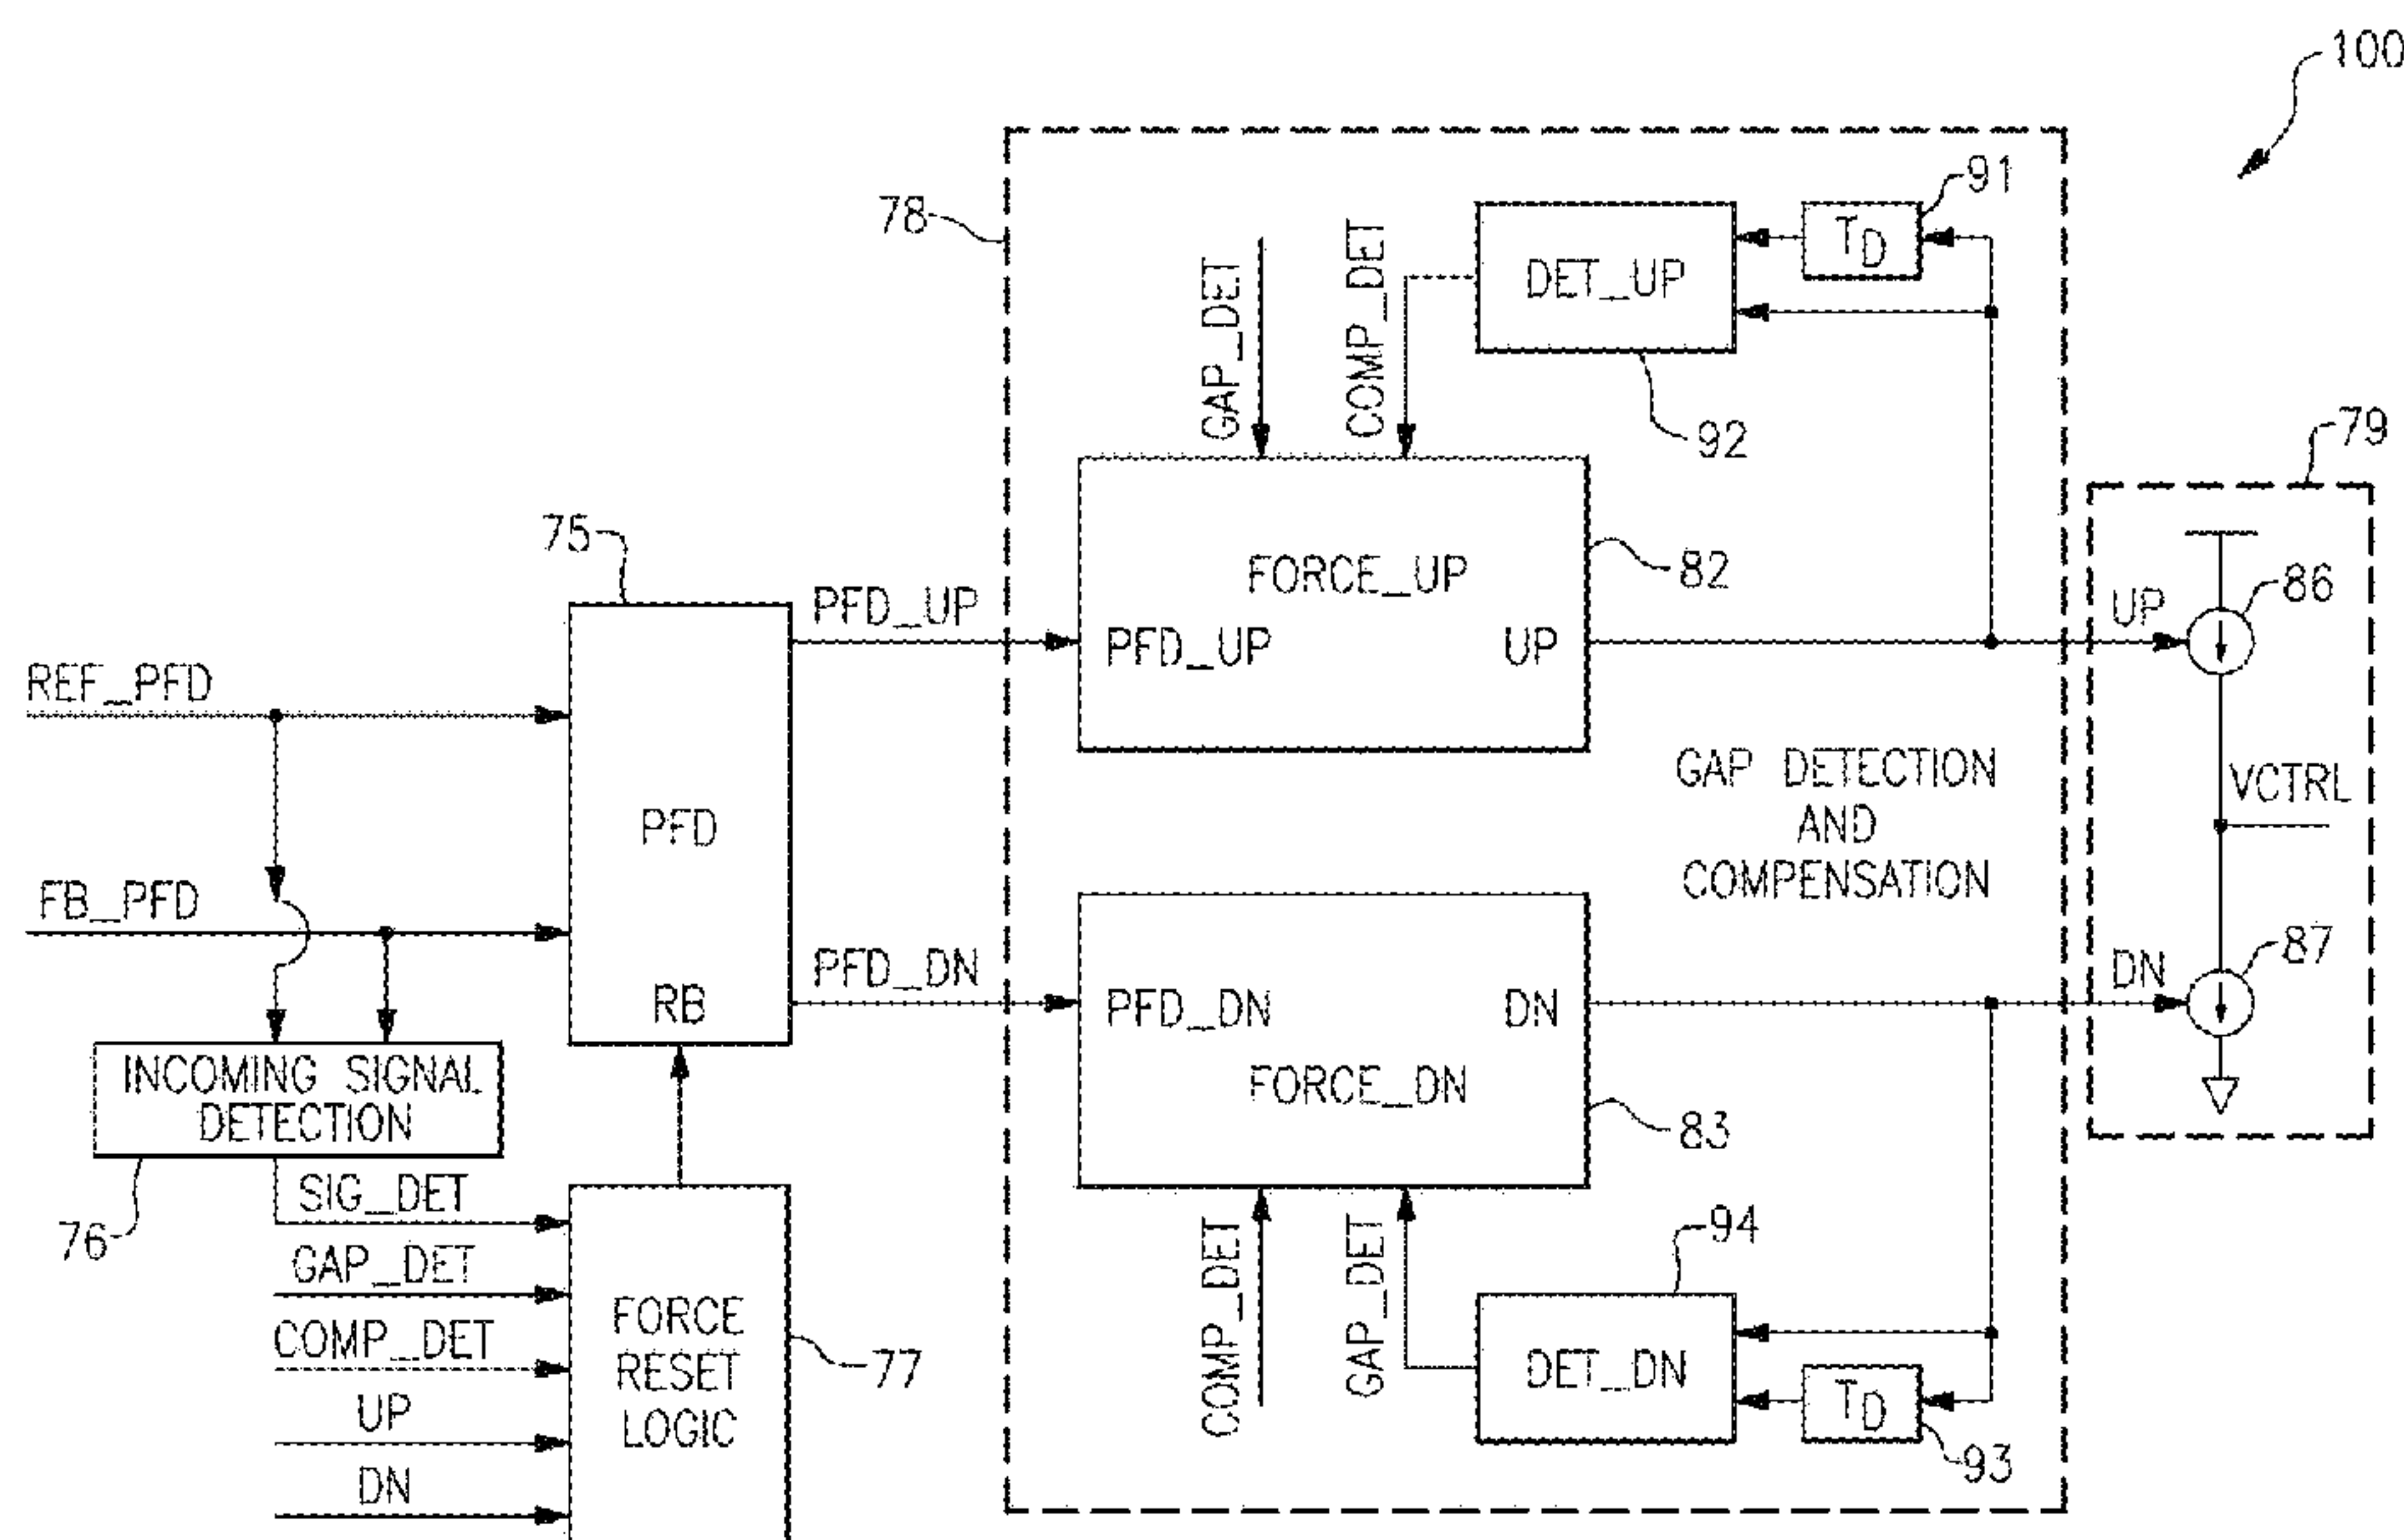 100
78
GAP_DET
COMP_DET
DET_UP
TD
91
92
79
75
PFD_UP
FORCE_UP
PFD_UP
UP
82
UP
86
REF_PFD
PFD
GAP DETECTION
AND
COMPENSATION
VCTRL
FB_PFD
RB
PFD_DN
PFD_DN
DN
FORCE_DN
83
DN
87
INCOMING SIGNAL
DETECTION
76
SIG_DET
GAP_DET
COMP_DET
UP
DN
FORCE
RESET
LOGIC
77
COMP_DET
GAP_DET
DET_DN
94
TD
93